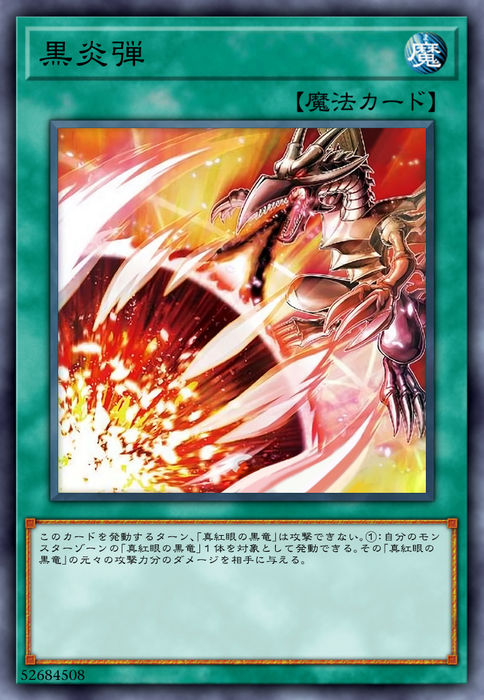 黒炎弾
魔
【魔法カード】
このカードを発動するターン、「真紅眼の黒竜」は攻撃できない。①:自分のモン
スターゾーンの「真紅眼の黒竜」1体を対象として発動できる。その「真紅眼の
黒竜」の元々の攻撃力分のダメージを相手に与える。
52684508